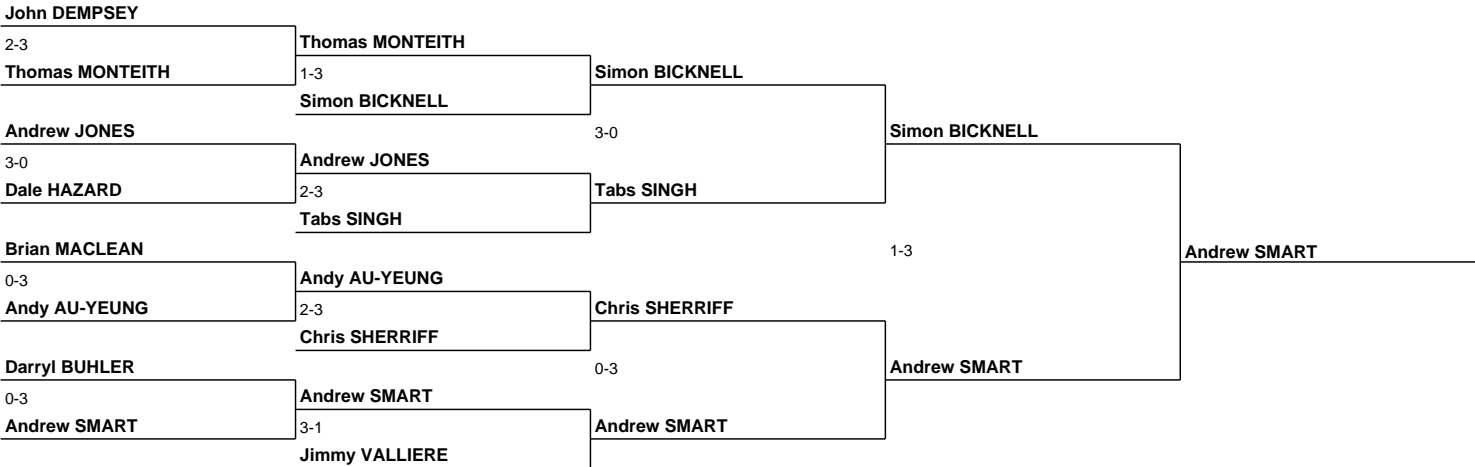 John DEMPSEY
2-3
Thomas MONTEITH
Thomas MONTEITH
1-3
Simon BICKNELL
Simon BICKNELL
Andrew JONES
3-0
Simon BICKNELL
3-0
Andrew JONES
Dale HAZARD
2-3
Tabs SINGH
Tabs SINGH
Brian MACLEAN
1-3
Andrew SMART
0-3
Andy AU-YEUNG
Andy AU-YEUNG
2-3
Chris SHERRIFF
Chris SHERRIFF
Darryl BUHLER
0-3
Andrew SMART
0-3
Andrew SMART
Andrew SMART
3-1
Andrew SMART
Jimmy VALLIERE